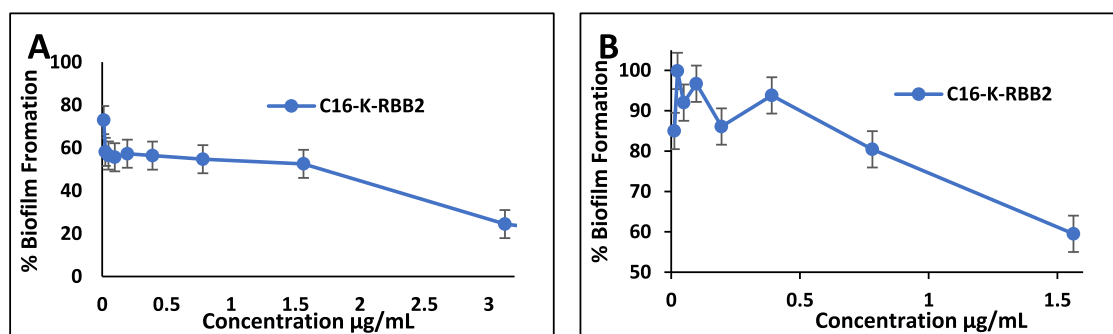 A
% Biofilm Fromation
100
80
60
40
20
0
C16-K-RBB2
0 0.5 1 1.5 2 2.5 3
Concentration µg/mL
B
% Biofilm Formation
100
90
80
70
60
50
C16-K-RBB2
0 0.5 1 1.5
Concentration µg/mL